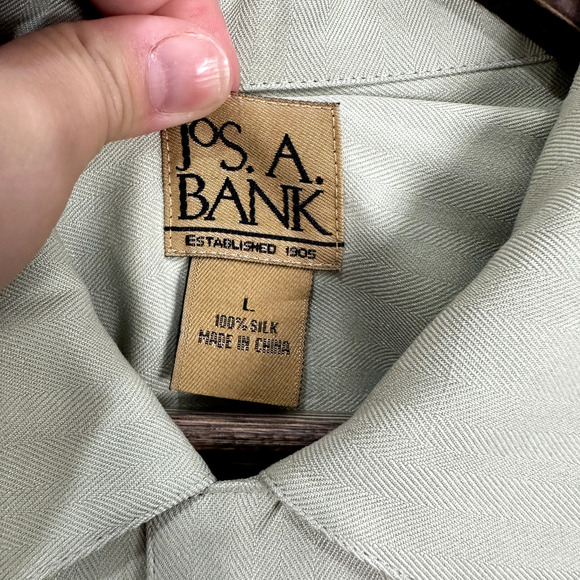 JOS. A.
BANK
ESTABLISHED 1905
L
100% SILK
MADE IN CHINA